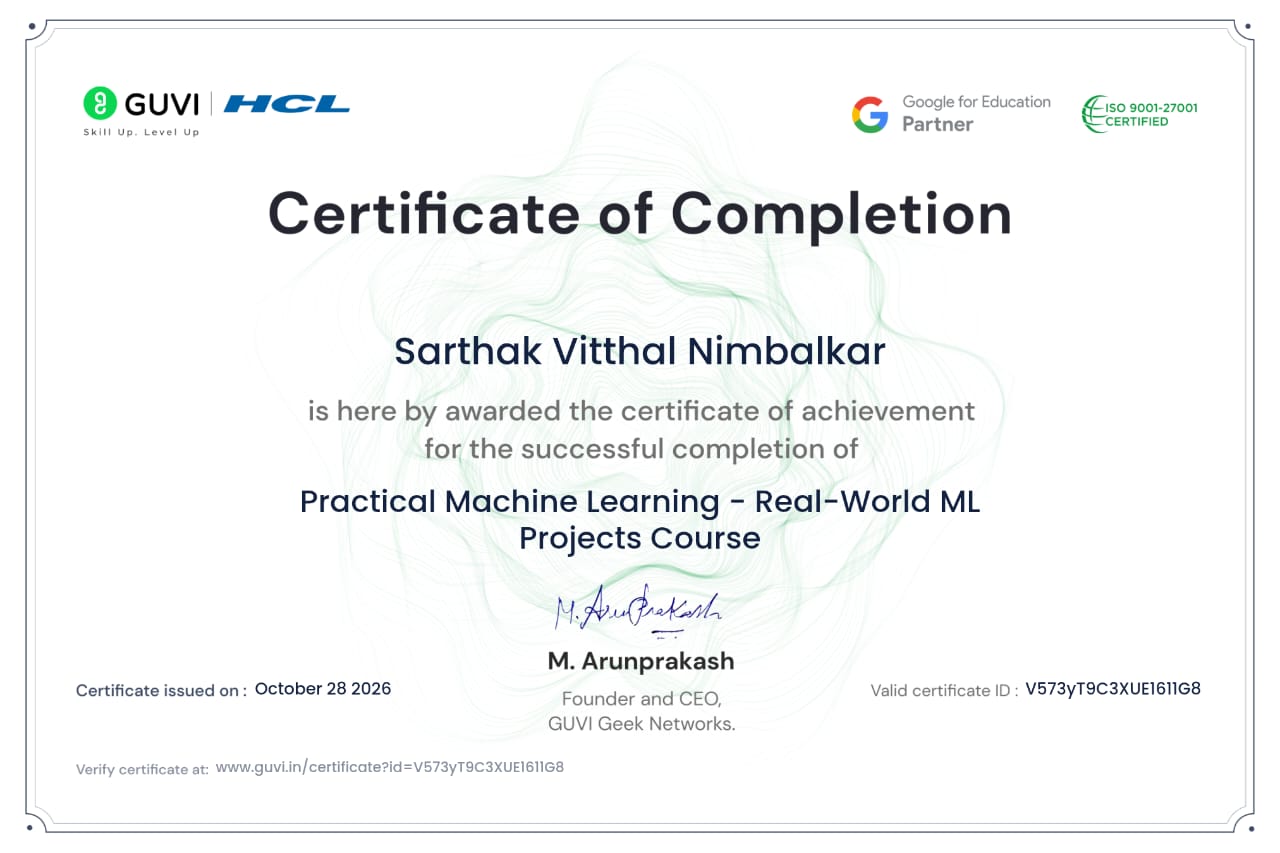 GUVI HCL
Skill Up. Level Up
Google for Education
Partner
ISO 9001-27001
CERTIFIED
Certificate of Completion
Sarthak Vitthal Nimbalkar
is here by awarded the certificate of achievement
for the successful completion of
Practical Machine Learning - Real-World ML
Projects Course
M. Arunprakash
M. Arunprakash
Founder and CEO,
GUVI Geek Networks.
Certificate issued on : October 28 2026
Valid certificate ID : V573yT9C3XUE1611G8
Verify certificate at: www.guvi.in/certificate?id=V573yT9C3XUE1611G8